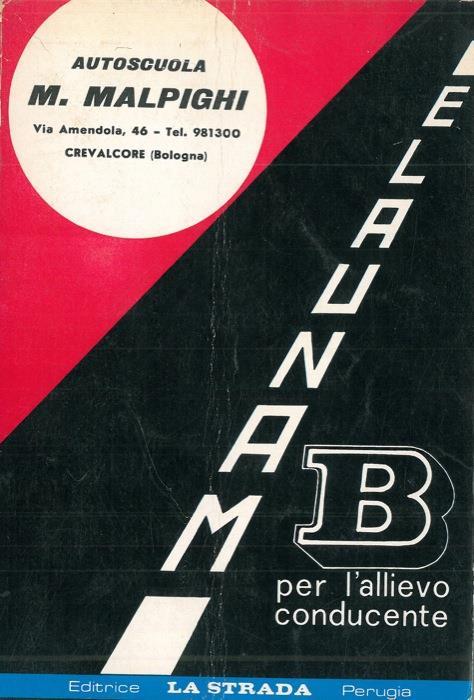 AUTOSCUOLA
M. MALPIGHI
Via Amendola, 46 - Tel. 981300
CREVALCORE (Bologna)
MANUALE
B
per l'allievo
conducente
Editrice LA STRADA Perugia